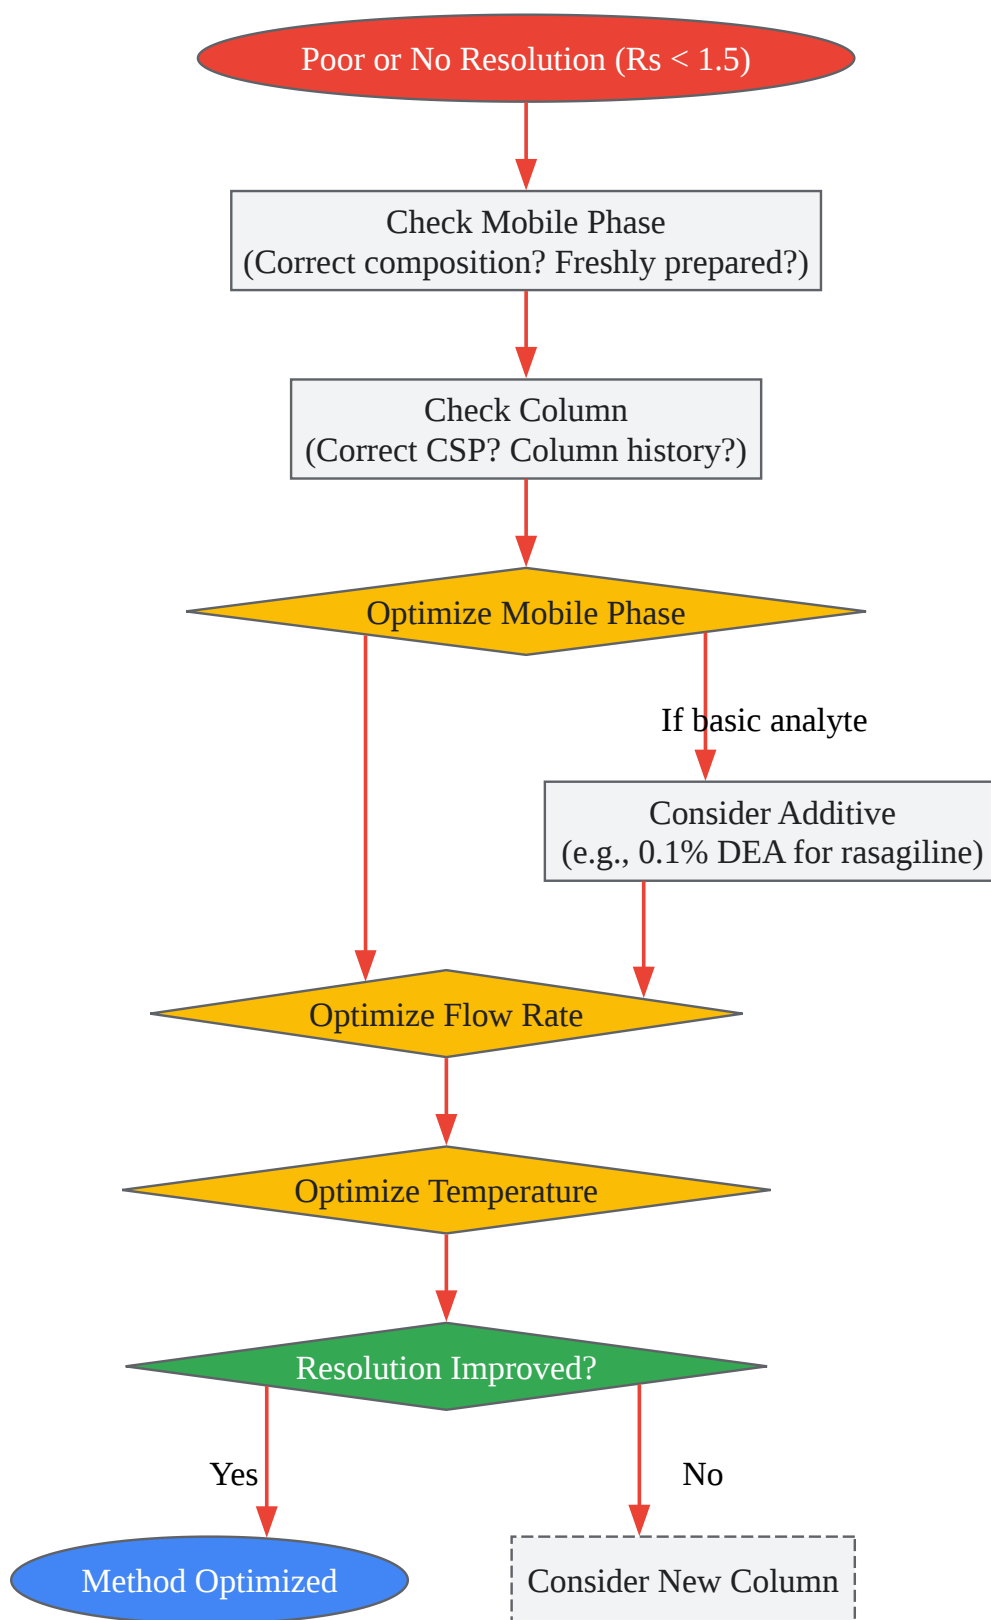 Poor or No Resolution (Rs < 1.5)
Check Mobile Phase
(Correct composition? Freshly prepared?)
Check Column
(Correct CSP? Column history?)
Optimize Mobile Phase
If basic analyte
Consider Additive
(e.g., 0.1% DEA for rasagiline)
Optimize Flow Rate
Optimize Temperature
Resolution Improved?
Yes
No
Method Optimized
Consider New Column